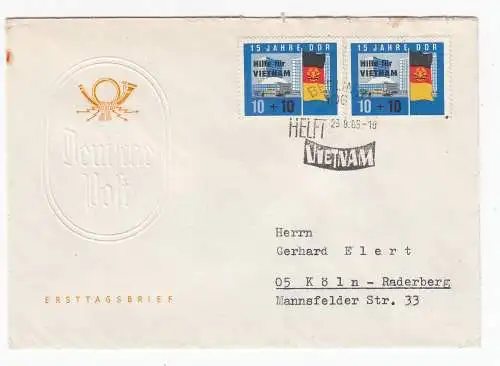 15 JAHRE DDR
Hilfe für
VIETNAM
10 + 10
15 JAHRE DDR
Hilfe für
VIETNAM
10 + 10
HELFT
VIETNAM
Deutsche
Post
Herrn
Gerhard Elert
05 Köln - Raderberg
Mannsfelder Str. 33
ERSTTAGSBRIEF